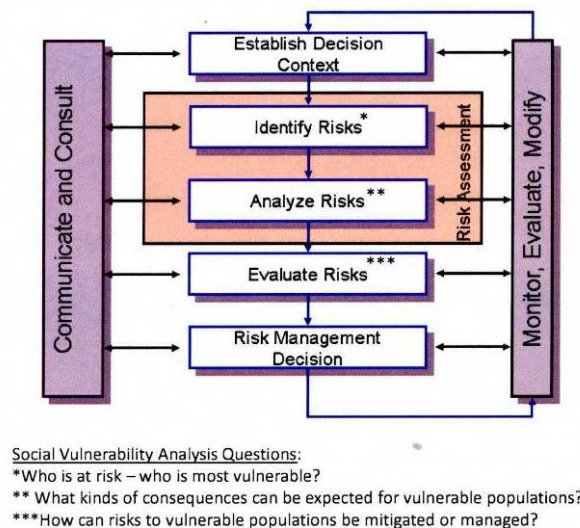 Establish Decision
Context
Identify Risks*
Analyze Risks**
Risk Assessment
Evaluate Risks***
Risk Management
Decision
Communicate and Consult
Monitor, Evaluate, Modify
Social Vulnerability Analysis Questions:
*Who is at risk – who is most vulnerable?
** What kinds of consequences can be expected for vulnerable populations?
***How can risks to vulnerable populations be mitigated or managed?